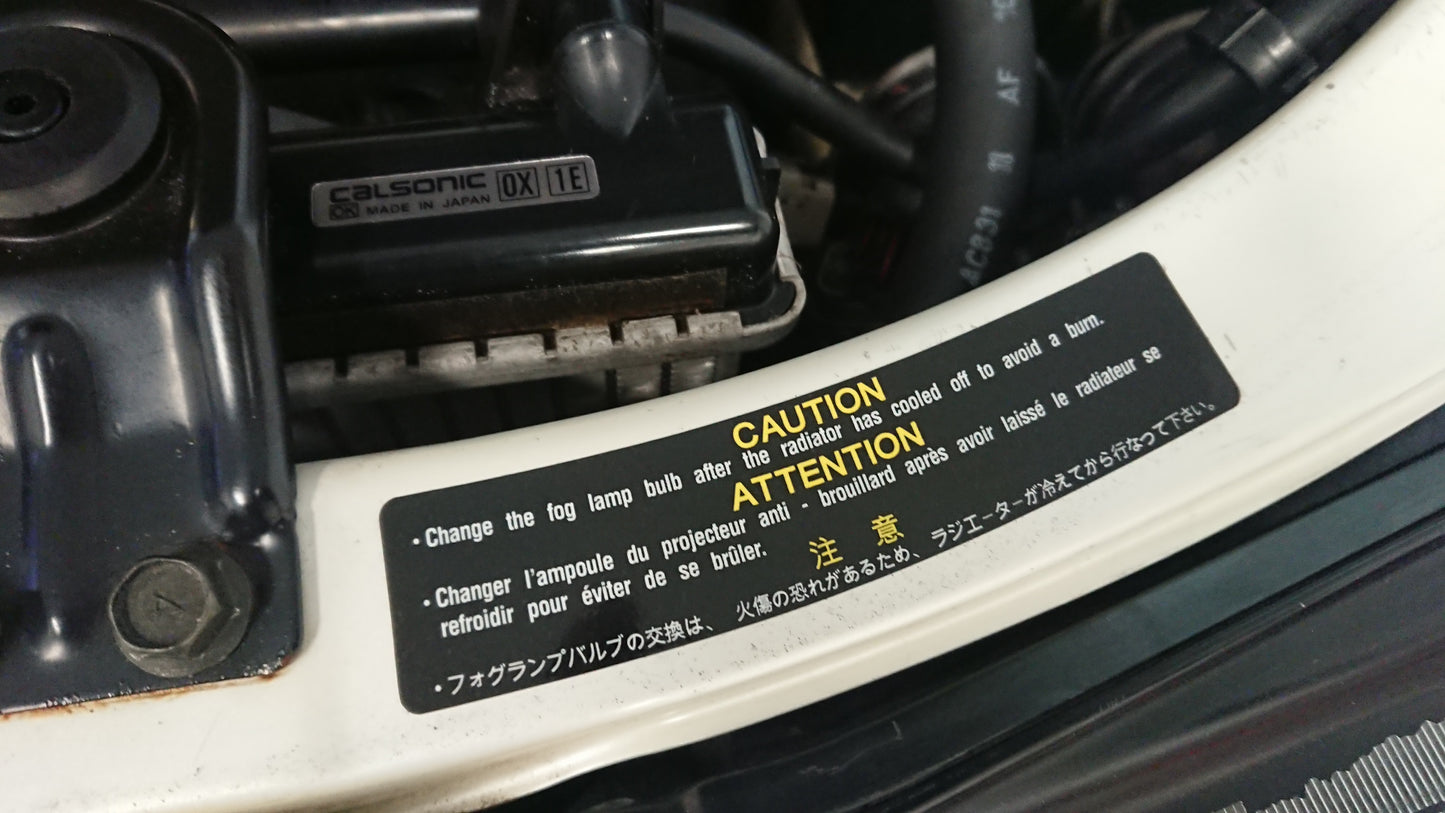 CALSONIC OX 1E
OK MADE IN JAPAN
AC831 AF
CAUTION
・Change the fog lamp bulb after the radiator has cooled off to avoid a burn.
ATTENTION
・Changer l'ampoule du projecteur anti - brouillard après avoir laissé le radiateur se
refroidir pour éviter de se brûler.
注 意
・フォグランプバルブの交換は、 火傷の恐れがあるため、ラジエーターが冷えてから行なって下さい。